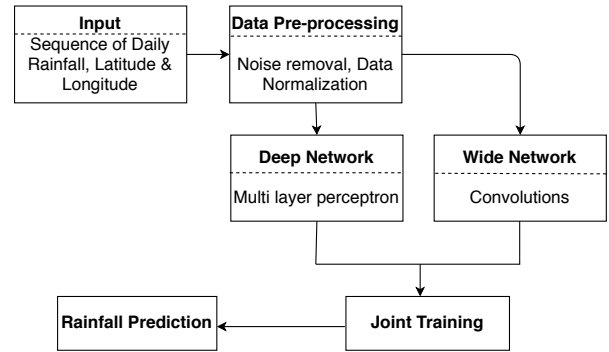 Input
Sequence of Daily
Rainfall, Latitude &
Longitude
Data Pre-processing
Noise removal, Data
Normalization
Deep Network
Multi layer perceptron
Wide Network
Convolutions
Rainfall Prediction
Joint Training